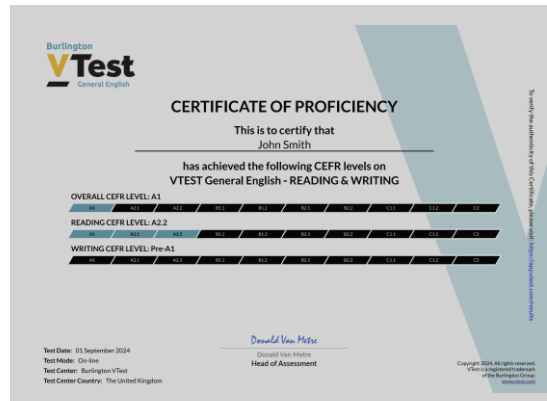 Burlington
VTest
General English
CERTIFICATE OF PROFICIENCY
This is to certify that
John Smith
has achieved the following CEFR levels on
VTEST General English - READING & WRITING
OVERALL CEFR LEVEL: A1
A1 A2.1 A2.2 B1.1 B1.2 B2.1 B2.2 C1.1 C1.2 C2
READING CEFR LEVEL: A2.2
A1 A2.1 A2.2 B1.1 B1.2 B2.1 B2.2 C1.1 C1.2 C2
WRITING CEFR LEVEL: Pre-A1
A1 A2.1 A2.2 B1.1 B1.2 B2.1 B2.2 C1.1 C1.2 C2
Donald Van Metre
Donald Van Metre
Head of Assessment
Test Date: 01 September 2024
Test Mode: On-line
Test Center: Burlington VTest
Test Center Country: The United Kingdom
Copyright 2024. All rights reserved.
VTest is a registered trademark
of the Burlington Group.
www.vtest.com
To verify the authenticity of this Certificate, please visit: